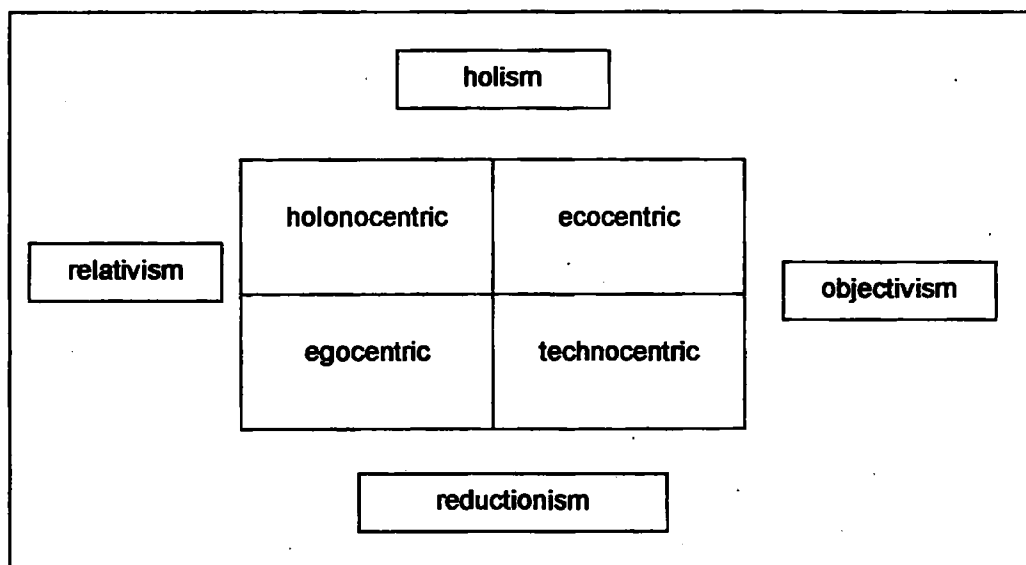 holism
holonocentric
ecocentric
relativism
objectivism
egocentric
technocentric
reductionism